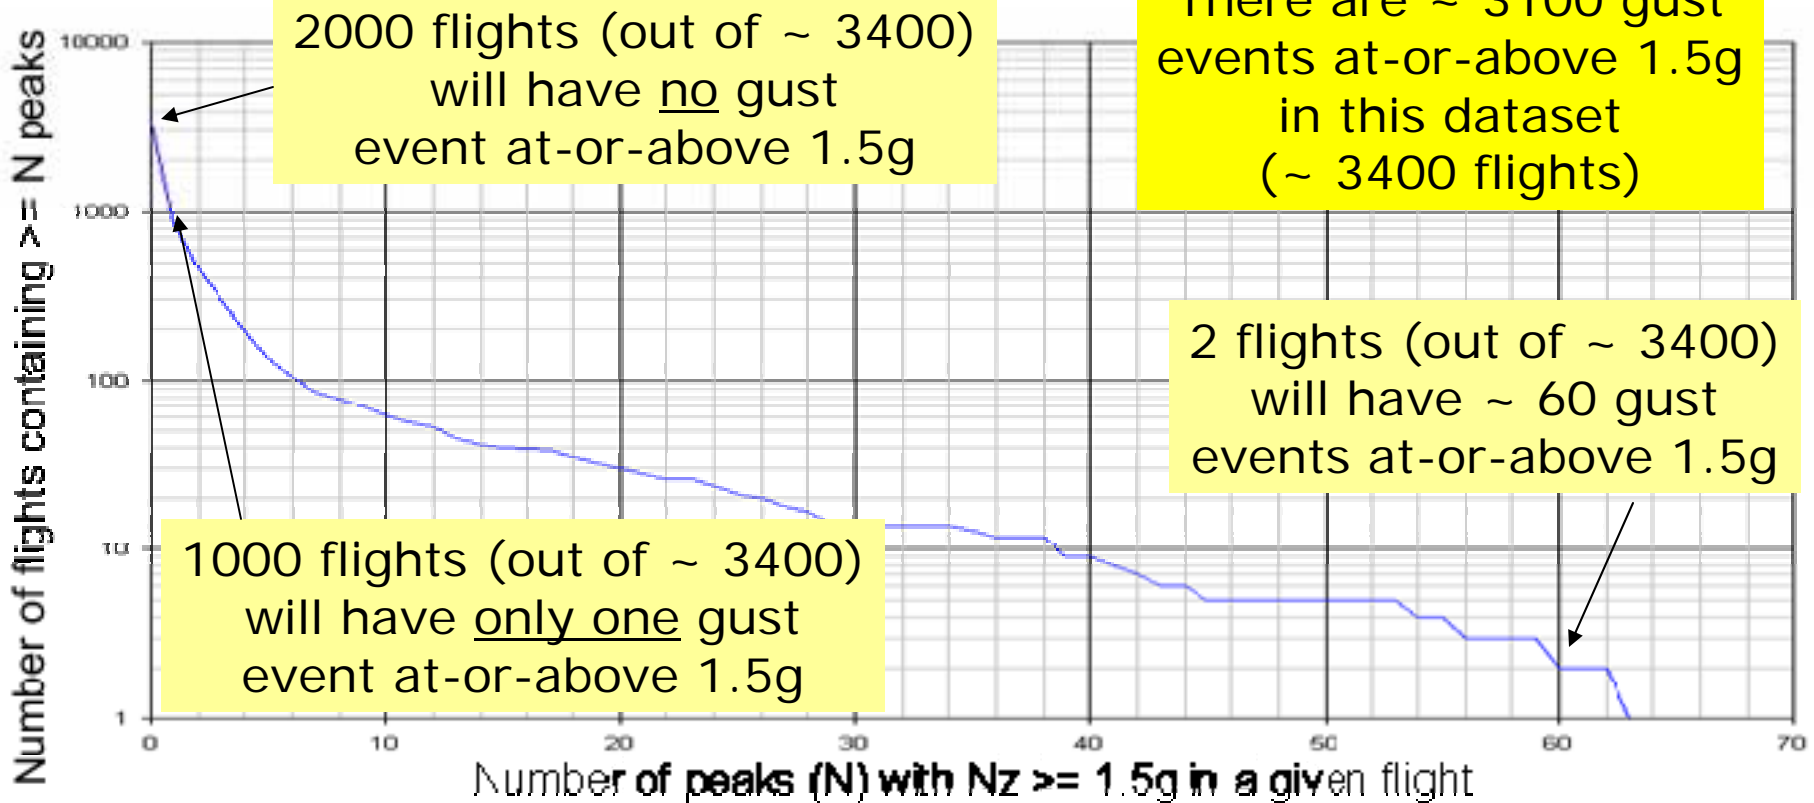 2000 flights (out of ~ 3400)
will have no gust
event at-or-above 1.5g
There are ~ 3100 gust
events at-or-above 1.5g
in this dataset
(~ 3400 flights)
2 flights (out of ~ 3400)
will have ~ 60 gust
events at-or-above 1.5g
1000 flights (out of ~ 3400)
will have only one gust
event at-or-above 1.5g
Number of flights containing >= N peaks
10000
1000
100
10
1
0 10 20 30 40 50 60 70
Number of peaks (N) with Nz >= 1.5g in a given flight